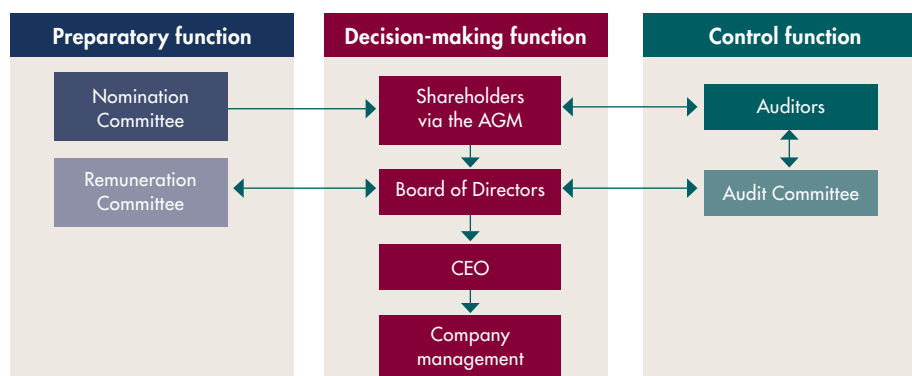 Preparatory function
Nomination
Committee
Remuneration
Committee
Decision-making function
Shareholders
via the AGM
Board of Directors
CEO
Company
management
Control function
Auditors
Audit Committee